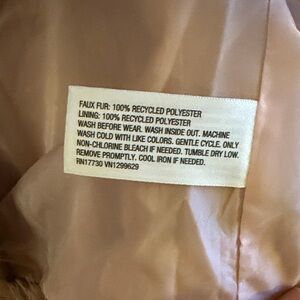 FAUX FUR: 100% RECYCLED POLYESTER
LINING: 100% RECYCLED POLYESTER
WASH BEFORE WEAR. WASH INSIDE OUT. MACHINE
WASH COLD WITH LIKE COLORS. GENTLE CYCLE. ONLY
NON-CHLORINE BLEACH IF NEEDED. TUMBLE DRY LOW.
REMOVE PROMPTLY. COOL IRON IF NEEDED.
RN17730 VN1299629